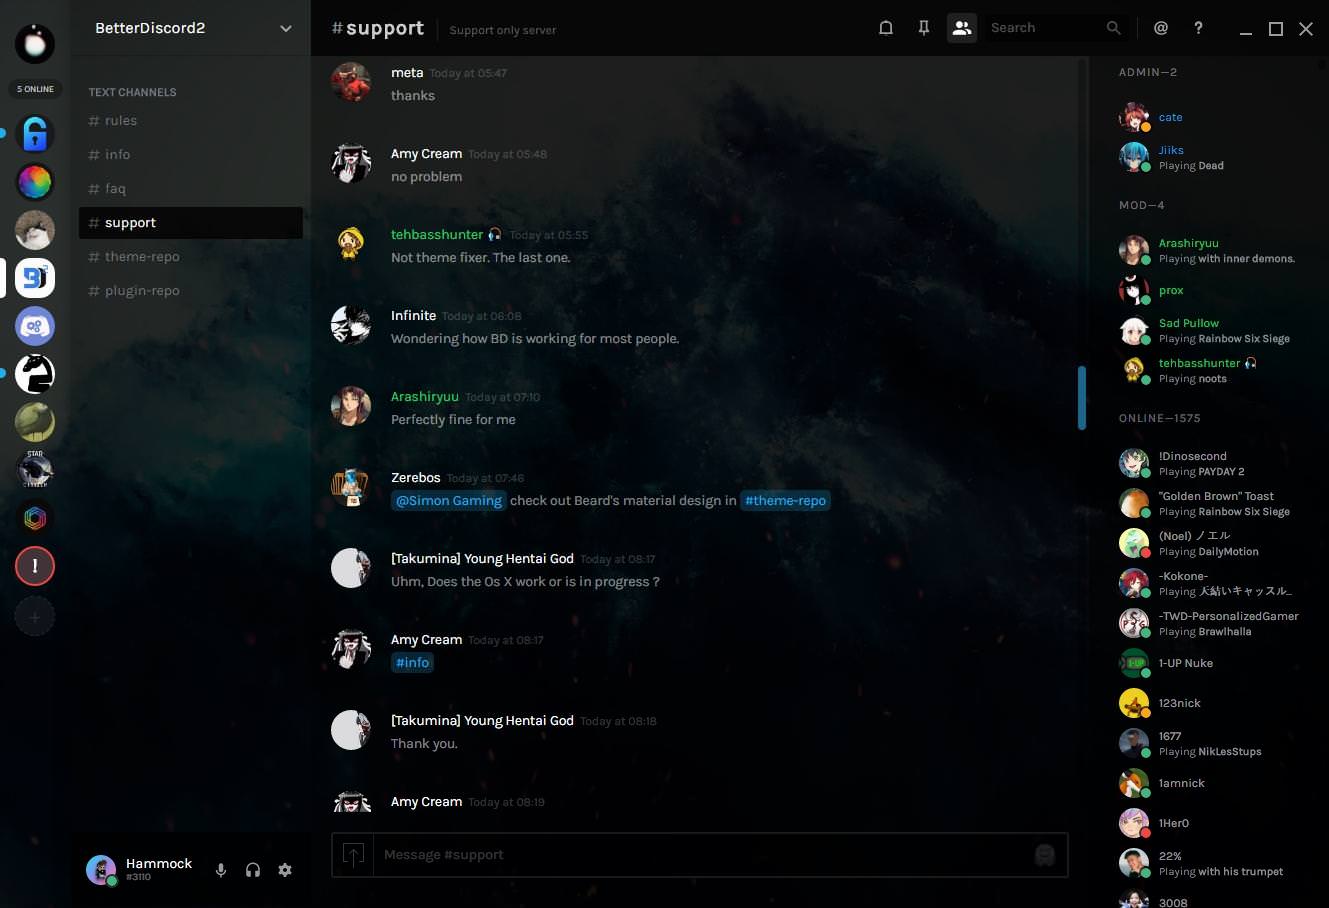 BetterDiscord2
#support
Support only server
Search
@
?
5 ONLINE
TEXT CHANNELS
# rules
# info
# faq
# support
# theme-repo
# plugin-repo
STAR
!
+
Hammock
#3110
meta Today at 05:47
thanks
Amy Cream Today at 05:48
no problem
tehbasshunter Today at 05:55
Not theme fixer. The last one.
Infinite Today at 06:08
Wondering how BD is working for most people.
Arashiryuu Today at 07:10
Perfectly fine for me
Zerebos Today at 07:46
@Simon Gaming check out Beard's material design in #theme-repo
[Takumina] Young Hentai God Today at 08:17
Uhm, Does the Os X work or is in progress ?
Amy Cream Today at 08:17
#info
[Takumina] Young Hentai God Today at 08:18
Thank you.
Amy Cream Today at 08:19
Message #support
ADMIN—2
cate
Jiiks
Playing Dead
MOD—4
Arashiryuu
Playing with inner demons.
prox
Sad Pullow
Playing Rainbow Six Siege
tehbasshunter
Playing noots
ONLINE—1575
!Dinosecond
Playing PAYDAY 2
"Golden Brown" Toast
Playing Rainbow Six Siege
(Noel) ノエル
Playing DailyMotion
-Kokone-
Playing 天結いキャッスル...
-TWD-PersonalizedGamer
Playing Brawlhalla
1-UP
1-UP Nuke
123nick
1677
Playing NikLesStups
1amnick
1Her0
22%
Playing with his trumpet
3008